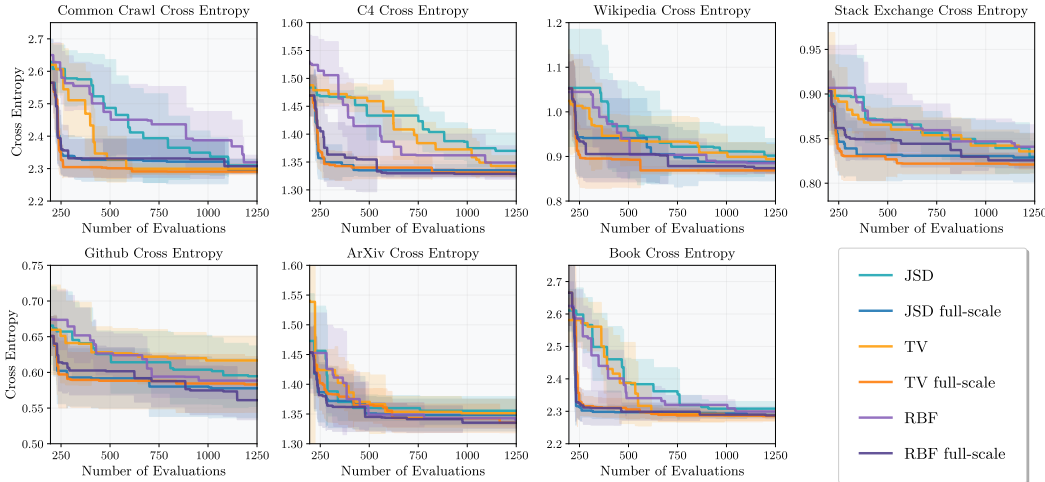 Common Crawl Cross Entropy
C4 Cross Entropy
Wikipedia Cross Entropy
Stack Exchange Cross Entropy
Cross Entropy
2.7
2.6
2.5
2.4
2.3
2.2
250 500 750 1000 1250
Number of Evaluations
1.60
1.55
1.50
1.45
1.40
1.35
1.30
250 500 750 1000 1250
Number of Evaluations
1.2
1.1
1.0
0.9
0.8
250 500 750 1000 1250
Number of Evaluations
0.95
0.90
0.85
0.80
250 500 750 1000 1250
Number of Evaluations
Github Cross Entropy
ArXiv Cross Entropy
Book Cross Entropy
Cross Entropy
0.75
0.70
0.65
0.60
0.55
0.50
250 500 750 1000 1250
Number of Evaluations
1.60
1.55
1.50
1.45
1.40
1.35
1.30
250 500 750 1000 1250
Number of Evaluations
2.7
2.6
2.5
2.4
2.3
2.2
250 500 750 1000 1250
Number of Evaluations
JSD
JSD full-scale
TV
TV full-scale
RBF
RBF full-scale